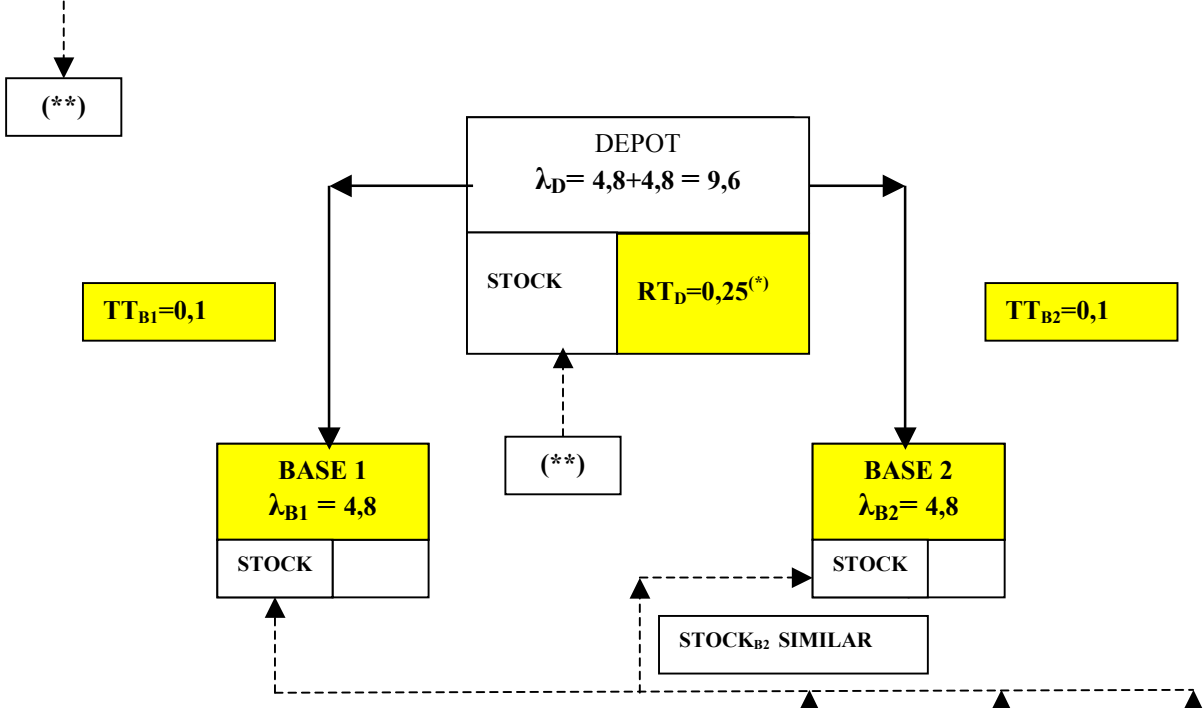 (**)
DEPOT
λD= 4,8+4,8 = 9,6
STOCK
RTD=0,25(*)
TTB1=0,1
TTB2=0,1
(**)
BASE 1
λB1 = 4,8
STOCK
BASE 2
λB2= 4,8
STOCK
STOCKB2 SIMILAR